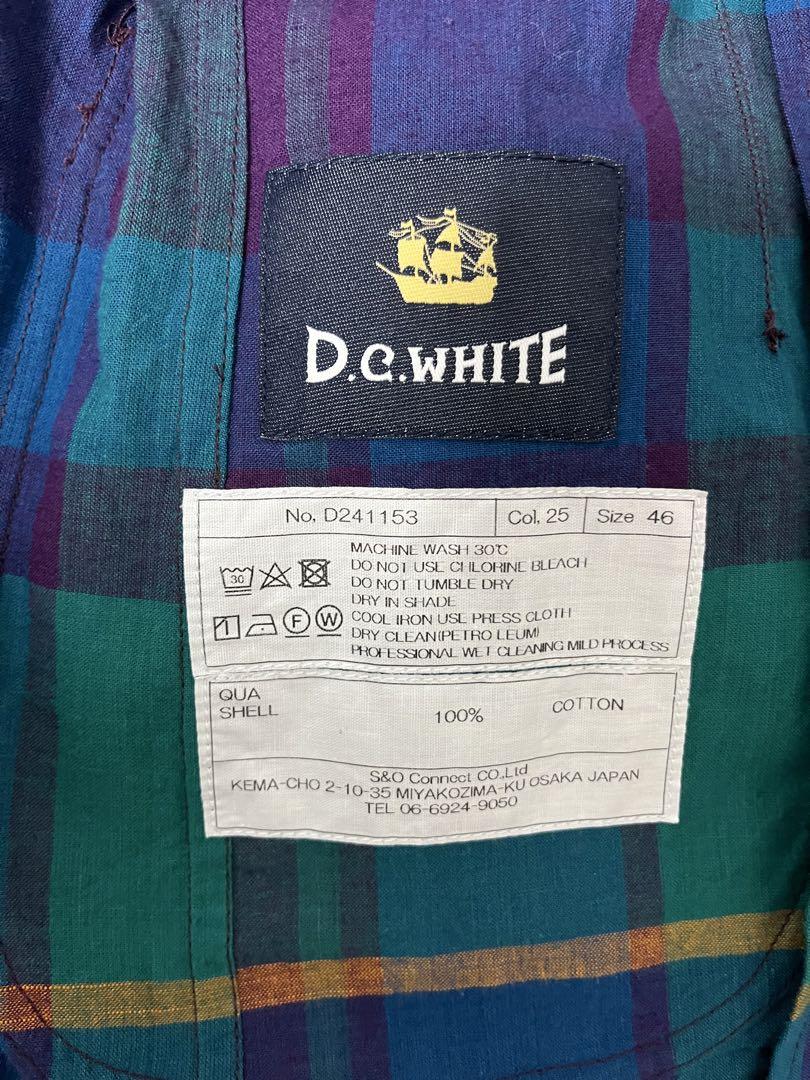 D.C.WHITE
No, D241153 Col, 25 Size 46
MACHINE WASH 30℃
DO NOT USE CHLORINE BLEACH
DO NOT TUMBLE DRY
DRY IN SHADE
COOL IRON USE PRESS CLOTH
DRY CLEAN(PETRO LEUM)
PROFESSIONAL WET CLEANING MILD PROCESS
30
F W
QUA
SHELL 100% COTTON
S&O Connect CO,.Ltd
KEMA-CHO 2-10-35 MIYAKOZIMA-KU OSAKA JAPAN
TEL 06-6924-9050